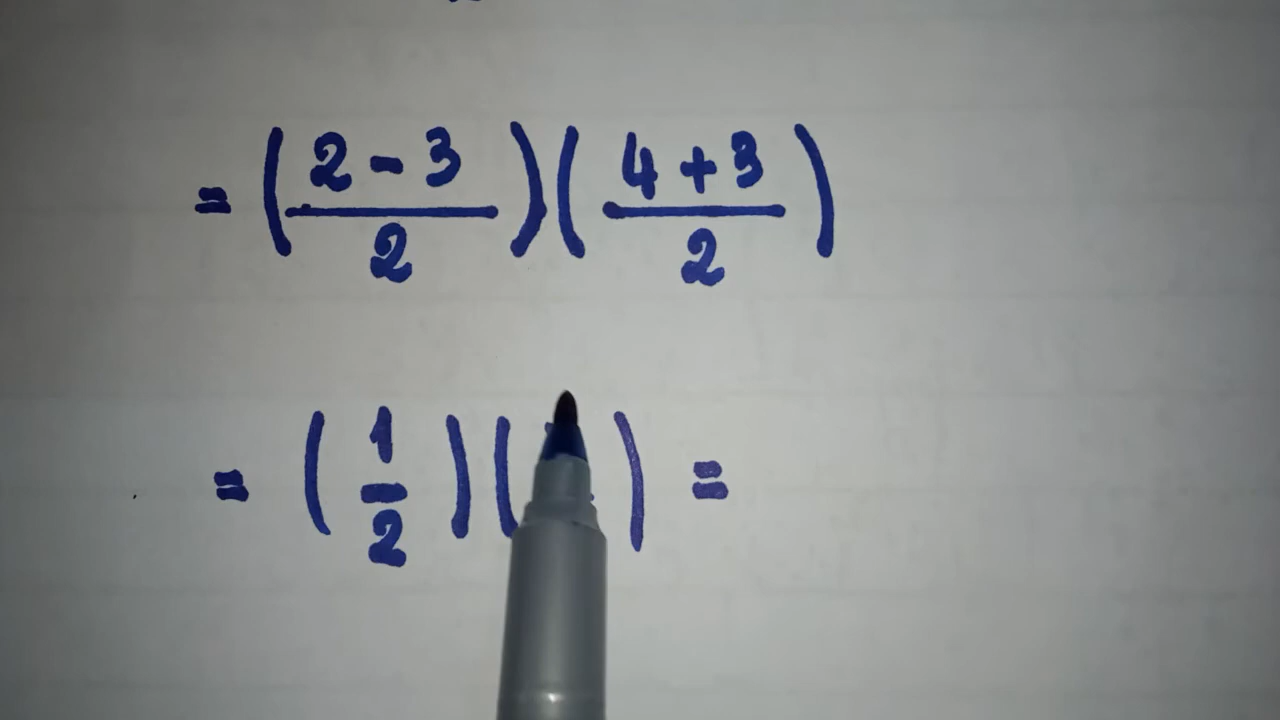 = (2 - 3 / 2)(4 + 3 / 2)
= (1 / 2)( ) =